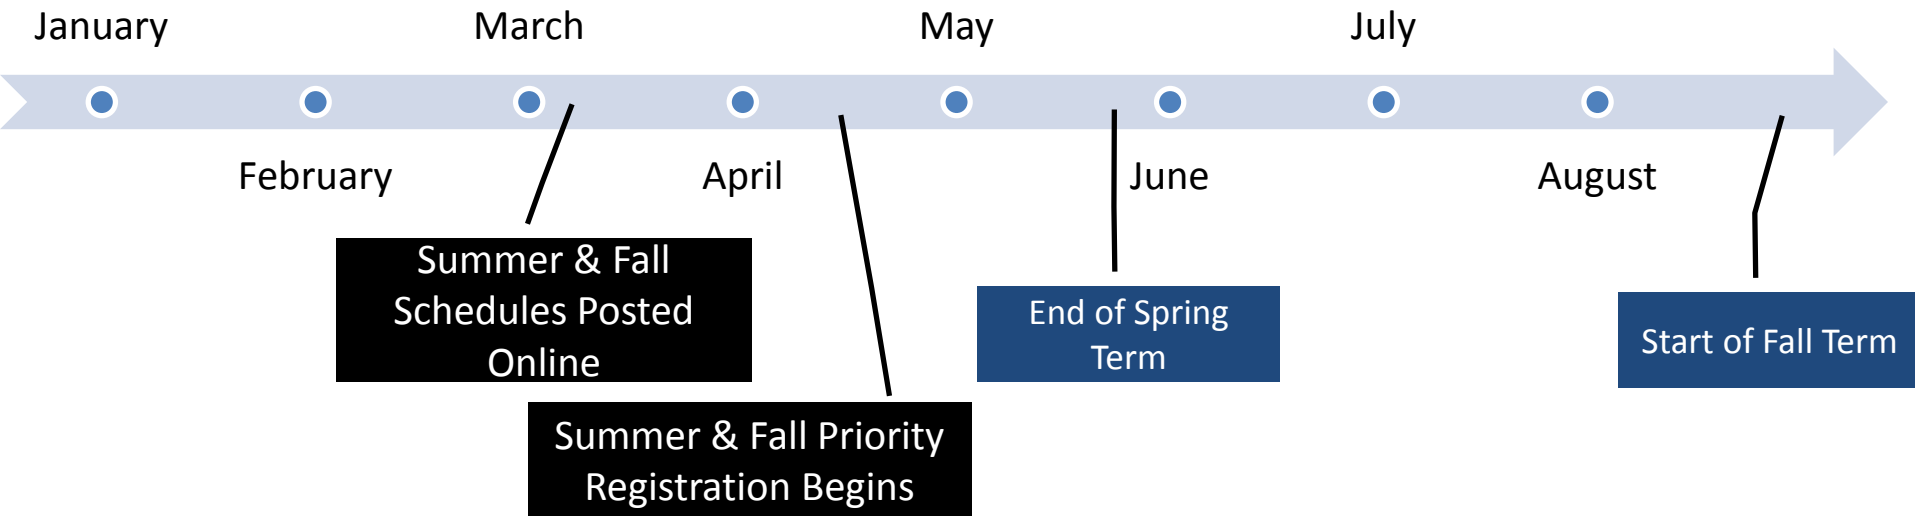 January
March
May
July
February
April
June
August
Summer & Fall
Schedules Posted
Online
End of Spring
Term
Start of Fall Term
Summer & Fall Priority
Registration Begins